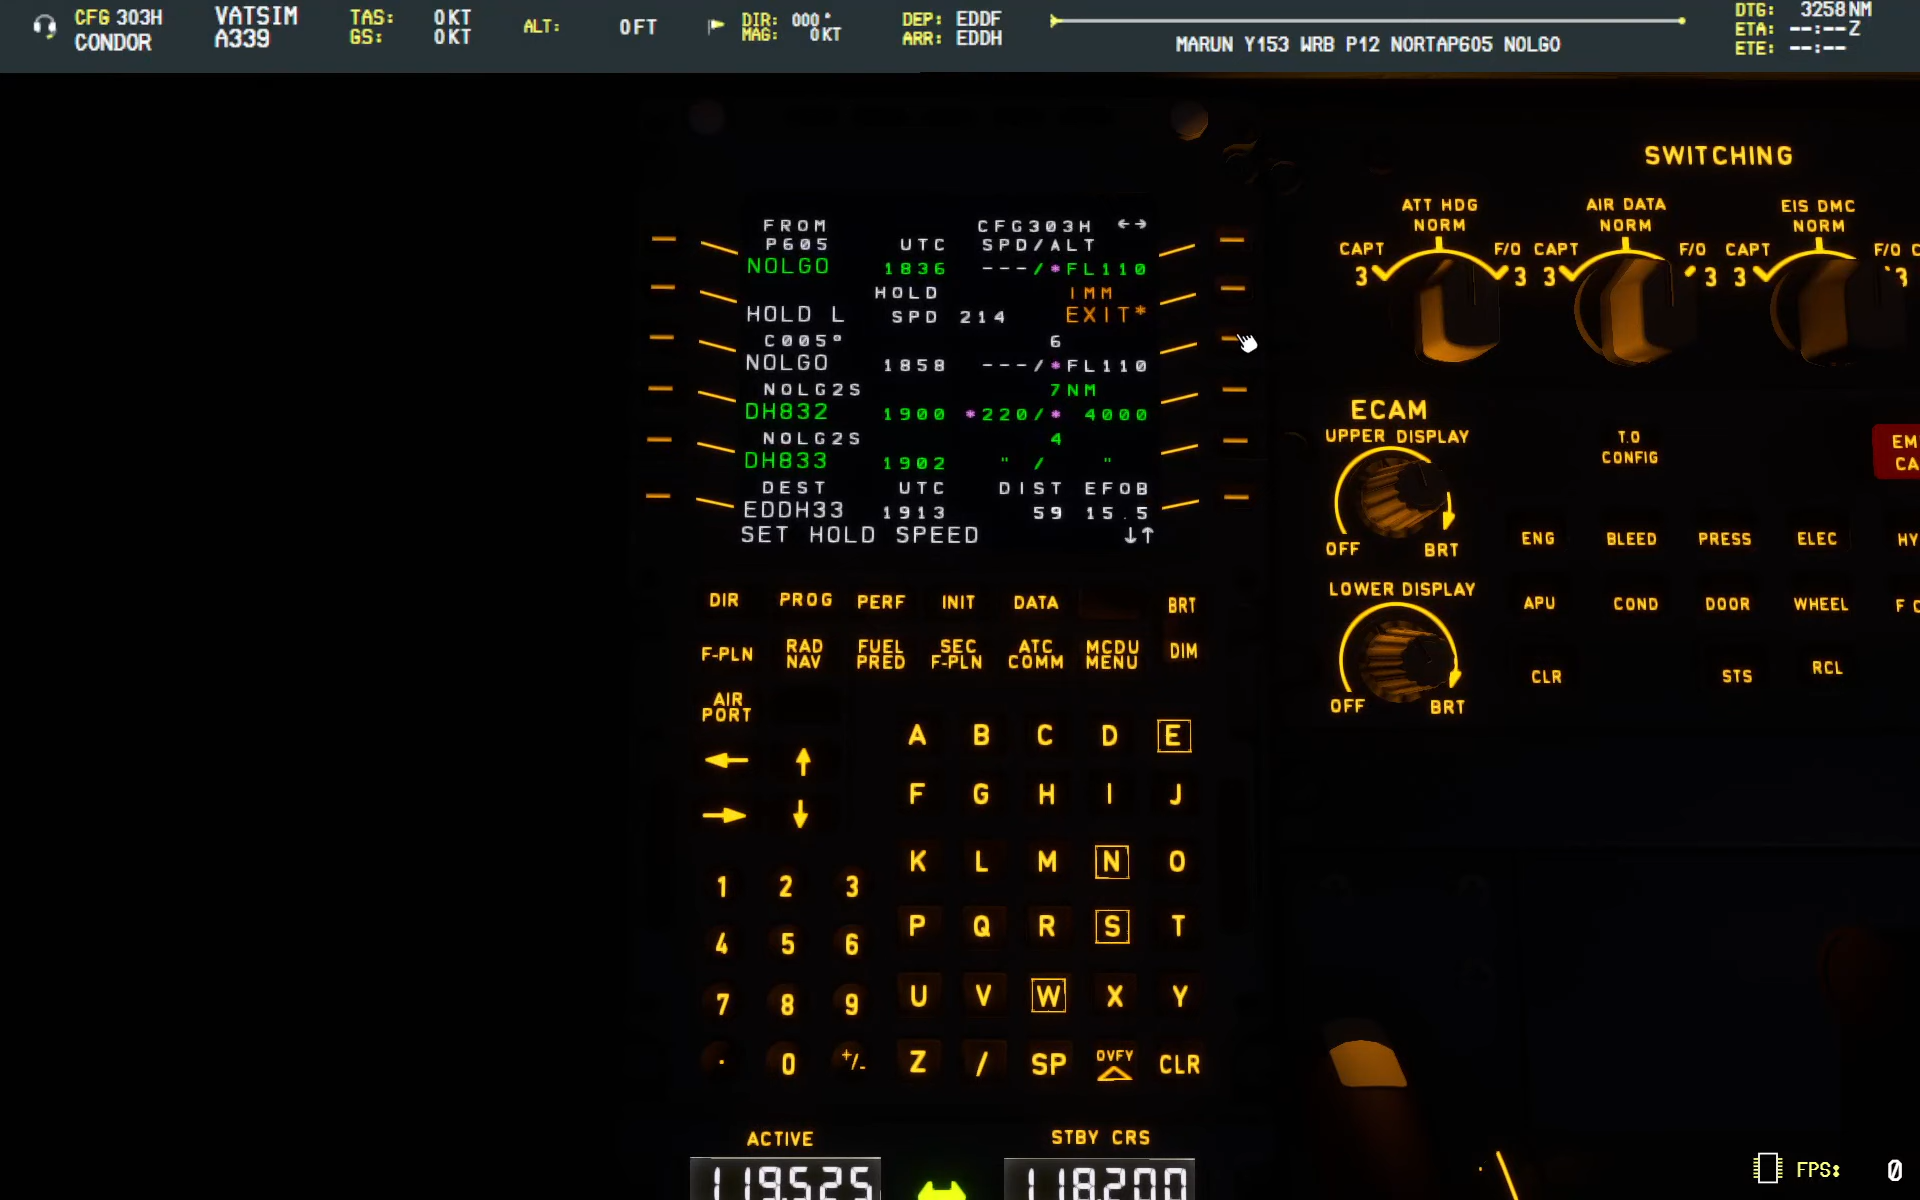 CFG 303H VATSIM TAS: 0KT ALT: 0FT DIR: 000° DEP: EDDF DTG: 3258NM
CONDOR A339 GS: 0KT MAG: 0KT ARR: EDDH MARUN Y153 WRB P12 NORTAP605 NOLGO ETA: --:--Z
ETE: --:--
FROM CFG303H ←→
P605 UTC SPD/ALT
NOLGO 1836 ---/*FL110
HOLD IMM
HOLD L SPD 214 EXIT*
C005° 6
NOLGO 1858 ---/*FL110
NOLG2S 7NM
DH832 1900 *220/* 4000
NOLG2S 4
DH833 1902 " / "
DEST UTC DIST EFOB
EDDH33 1913 59 15.5
SET HOLD SPEED ↓↑
DIR PROG PERF INIT DATA BRT
F-PLN RAD NAV FUEL PRED SEC F-PLN ATC COMM MCDU MENU DIM
AIR PORT
← ↑
→ ↓
A B C D E
F G H I J
K L M N O
P Q R S T
U V W X Y
Z / SP OVFY CLR
1 2 3
4 5 6
7 8 9
. 0 +/-
ACTIVE STBY CRS
119.525 118.200
SWITCHING
ATT HDG AIR DATA EIS DMC
NORM NORM NORM
CAPT F/O CAPT F/O CAPT F/O
3 3 3 3 3 3
ECAM
UPPER DISPLAY
OFF BRT
LOWER DISPLAY
OFF BRT
T.O
CONFIG
ENG BLEED PRESS ELEC HY
APU COND DOOR WHEEL
CLR STS RCL
FPS: 0